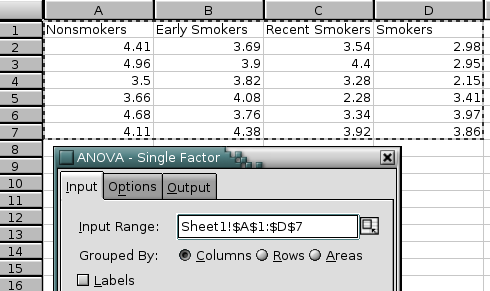 A B C D
1 Nonsmokers Early Smokers Recent Smokers Smokers
2 4.41 3.69 3.54 2.98
3 4.96 3.9 4.4 2.95
4 3.5 3.82 3.28 2.15
5 3.66 4.08 2.28 3.41
6 4.68 3.76 3.34 3.97
7 4.11 4.38 3.92 3.86
8
9 ANOVA - Single Factor
10
11 Input Options Output
12
13 Input Range: Sheet1!$A$1:$D$7
14
15 Grouped By: Columns Rows Areas
16 Labels